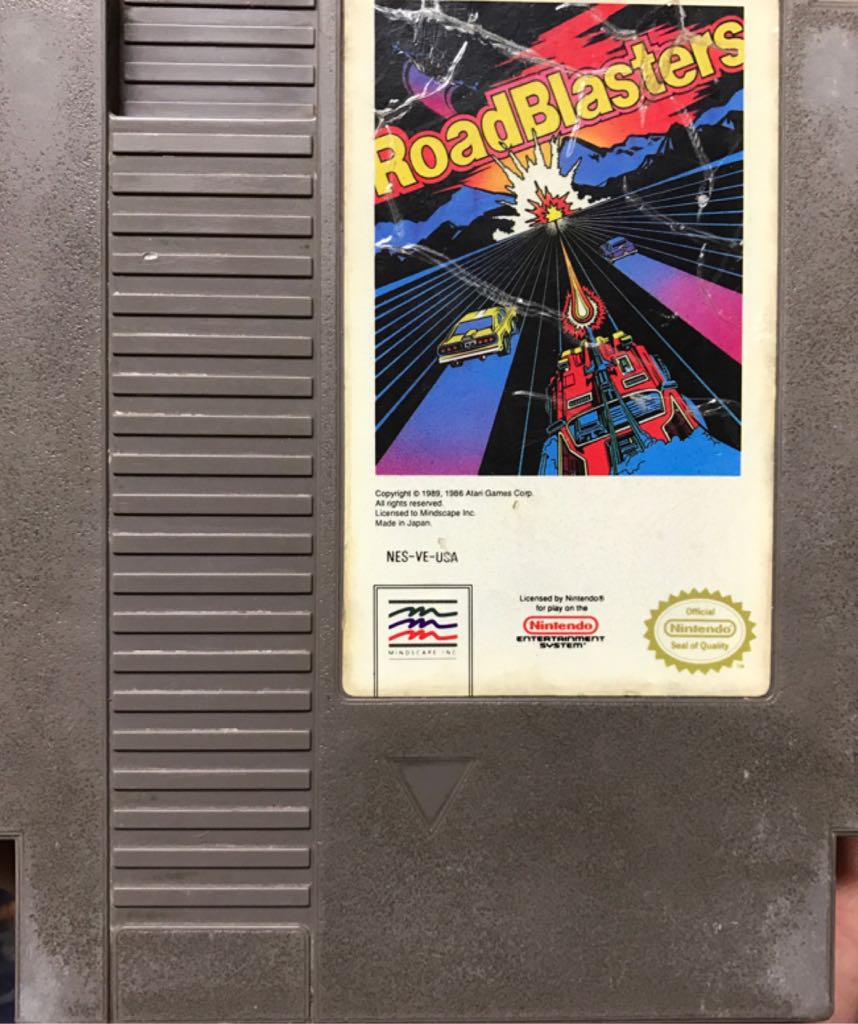 RoadBlasters
Copyright © 1989, 1986 Atari Games Corp.
All rights reserved.
Licensed to Mindscape Inc.
Made in Japan.
NES-VE-USA
MINDSCAPE INC
Licensed by Nintendo®
for play on the
Nintendo
ENTERTAINMENT
SYSTEM®
Official
Nintendo
Seal of Quality
TM